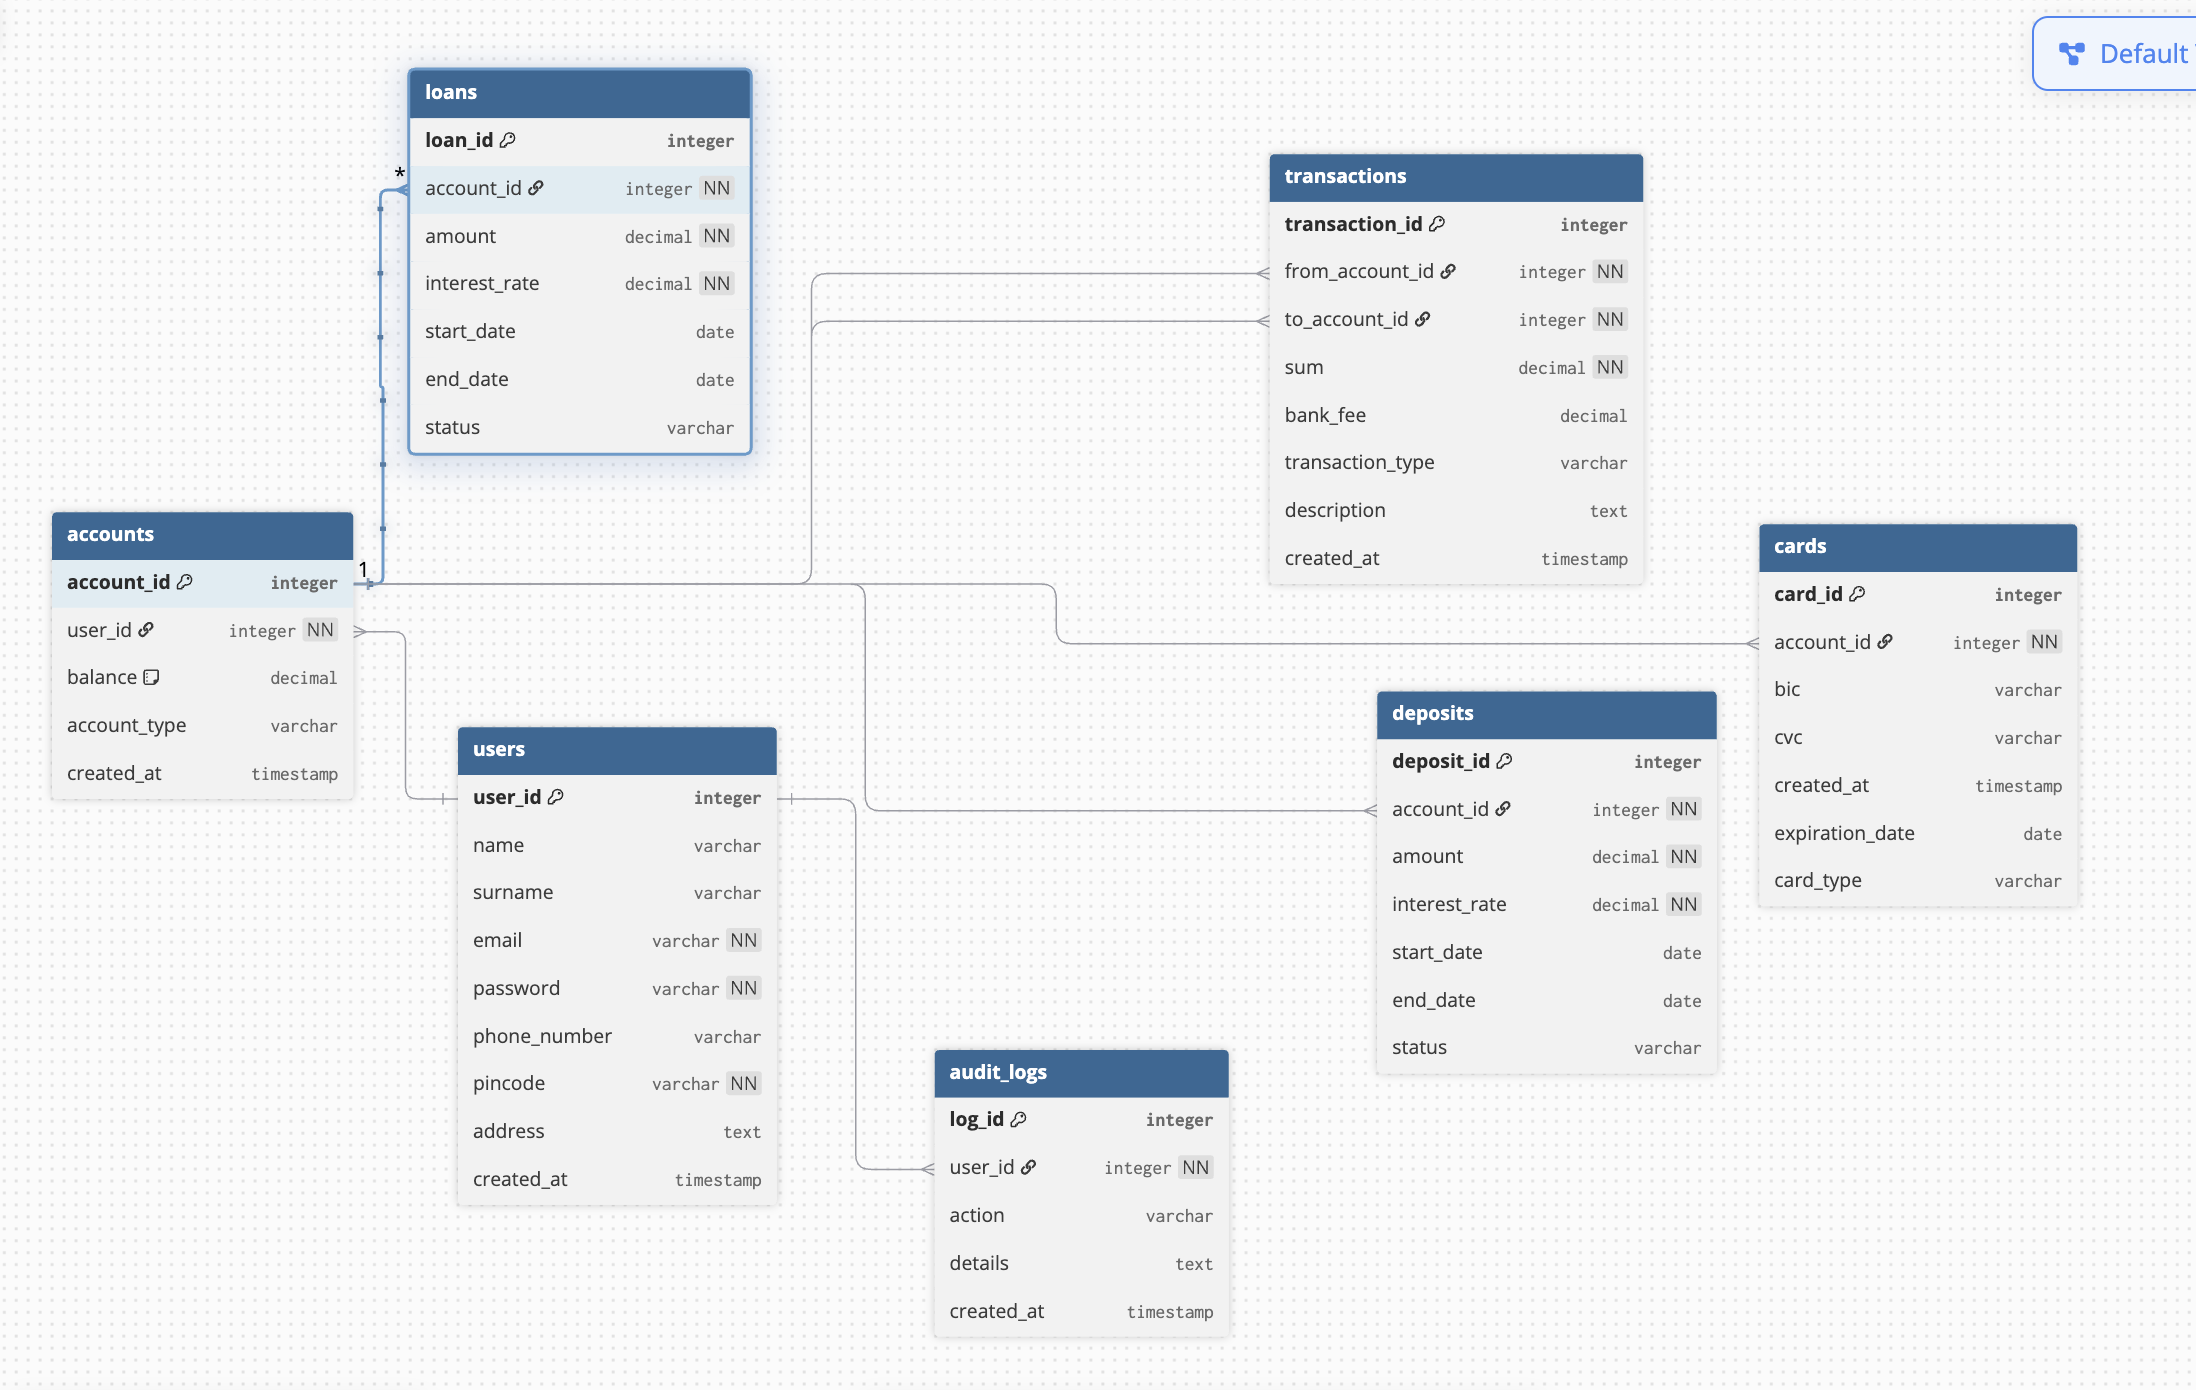 Default
loans
loan_id integer
* account_id integer NN
amount decimal NN
interest_rate decimal NN
start_date date
end_date date
status varchar
transactions
transaction_id integer
from_account_id integer NN
to_account_id integer NN
sum decimal NN
bank_fee decimal
transaction_type varchar
description text
created_at timestamp
accounts
account_id integer 1
user_id integer NN
balance decimal
account_type varchar
created_at timestamp
cards
card_id integer
account_id integer NN
bic varchar
cvc varchar
created_at timestamp
expiration_date date
card_type varchar
users
user_id integer
name varchar
surname varchar
email varchar NN
password varchar NN
phone_number varchar
pincode varchar NN
address text
created_at timestamp
deposits
deposit_id integer
account_id integer NN
amount decimal NN
interest_rate decimal NN
start_date date
end_date date
status varchar
audit_logs
log_id integer
user_id integer NN
action varchar
details text
created_at timestamp